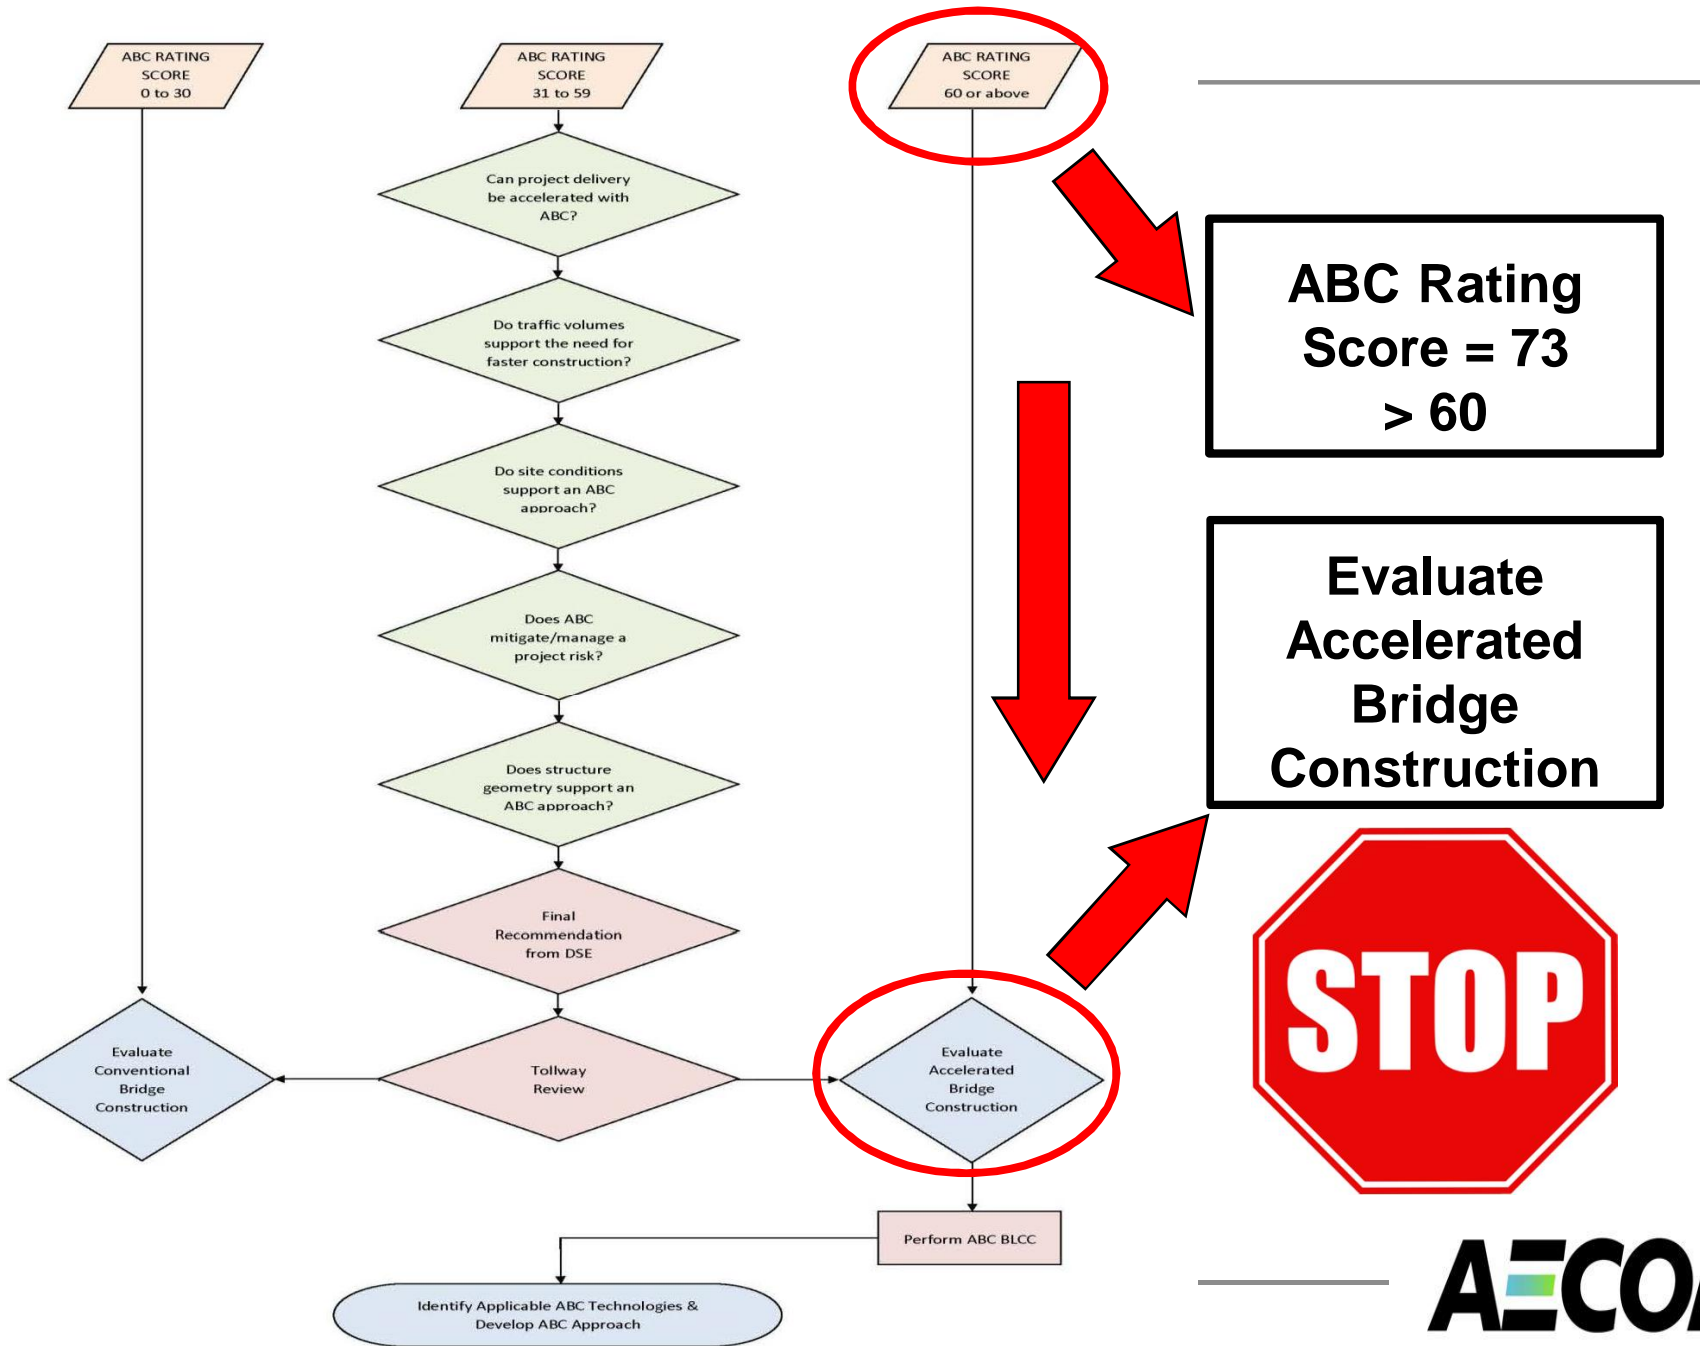 ABC RATING
SCORE
0 to 30
ABC RATING
SCORE
31 to 59
ABC RATING
SCORE
60 or above
Can project delivery
be accelerated with
ABC?
Do traffic volumes
support the need for
faster construction?
Do site conditions
support an ABC
approach?
Does ABC
mitigate/manage a
project risk?
Does structure
geometry support an
ABC approach?
Final
Recommendation
from DSE
Evaluate
Conventional
Bridge
Construction
Tollway
Review
Evaluate
Accelerated
Bridge
Construction
Perform ABC BLCC
Identify Applicable ABC Technologies &
Develop ABC Approach
ABC Rating
Score = 73
> 60
Evaluate
Accelerated
Bridge
Construction
STOP
AECO